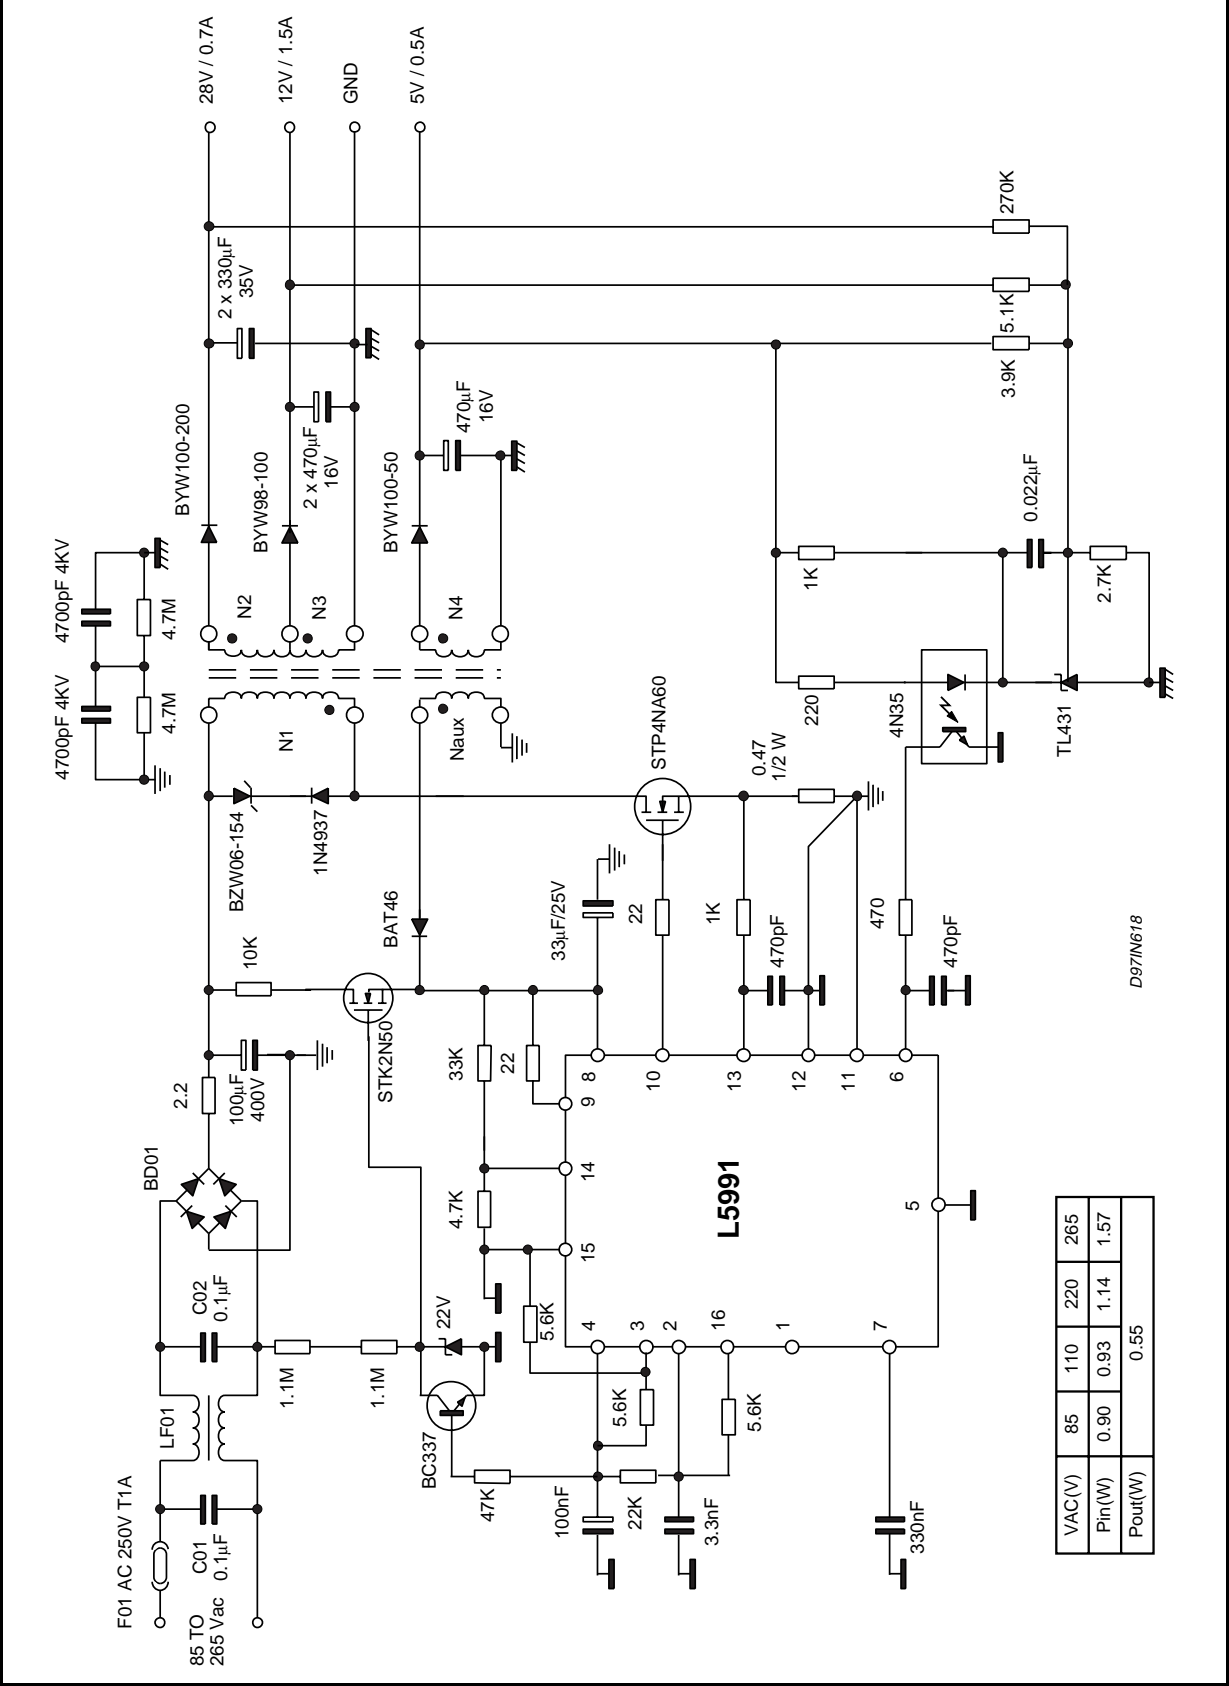 F01 AC 250V T1A
85 TO
265 Vac
C01
0.1µF
LF01
C02
0.1µF
BD01
2.2
100µF
400V
10K
BZW06-154
1N4937
4700pF 4KV
4700pF 4KV
4.7M
4.7M
N1
N2
N3
Naux
N4
BYW100-200
BYW98-100
BYW100-50
2 x 330µF
35V
2 x 470µF
16V
470µF
16V
28V / 0.7A
12V / 1.5A
GND
5V / 0.5A
1.1M
1.1M
BC337
22V
STK2N50
BAT46
47K
33K
4.7K
22
33µF/25V
22
STP4NA60
5.6K
5.6K
22K
100nF
3.3nF
5.6K
330nF
4
3
2
16
1
7
15
14
9
8
10
13
12
11
6
5
L5991
1K
470pF
0.47
1/2 W
470
470pF
4N35
220
1K
TL431
0.022µF
2.7K
3.9K
5.1K
270K
VAC(V) 85 110 220 265
Pin(W) 0.90 0.93 1.14 1.57
Pout(W) 0.55
D97IN618